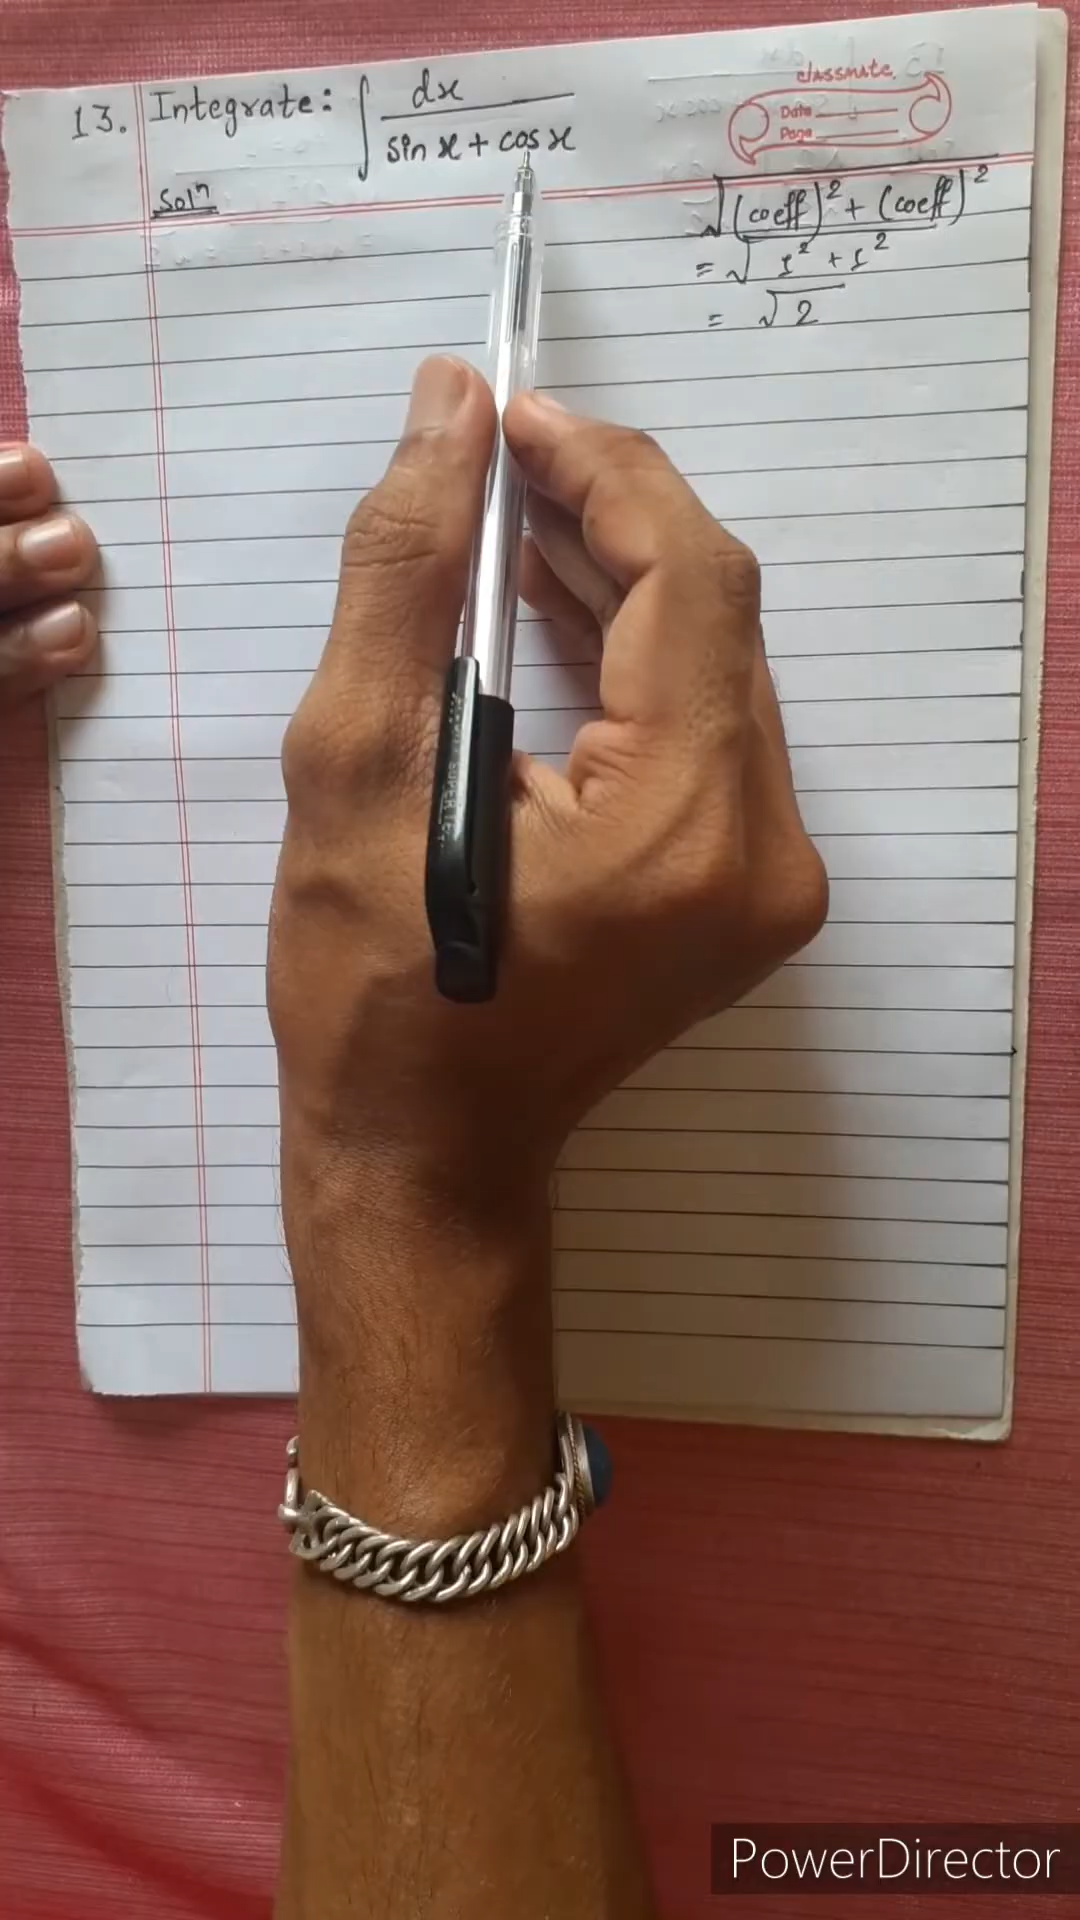 13. Integrate: ∫ dx / (sin x + cos x)
Solⁿ
classmate
Date
Page
√((coeff)² + (coeff)²)
= √(1² + 1²)
= √2
PowerDirector